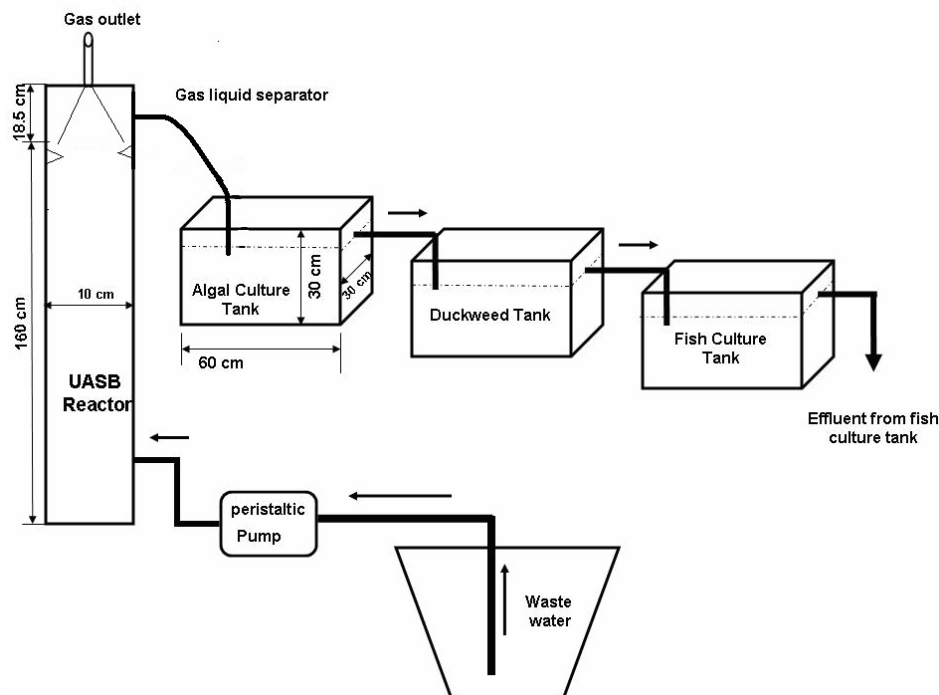 Gas outlet
18.5 cm
Gas liquid separator
Algal Culture
Tank
30 cm
30 cm
60 cm
10 cm
160 cm
UASB
Reactor
Duckweed Tank
Fish Culture
Tank
Effluent from fish
culture tank
peristaltic
Pump
Waste
water